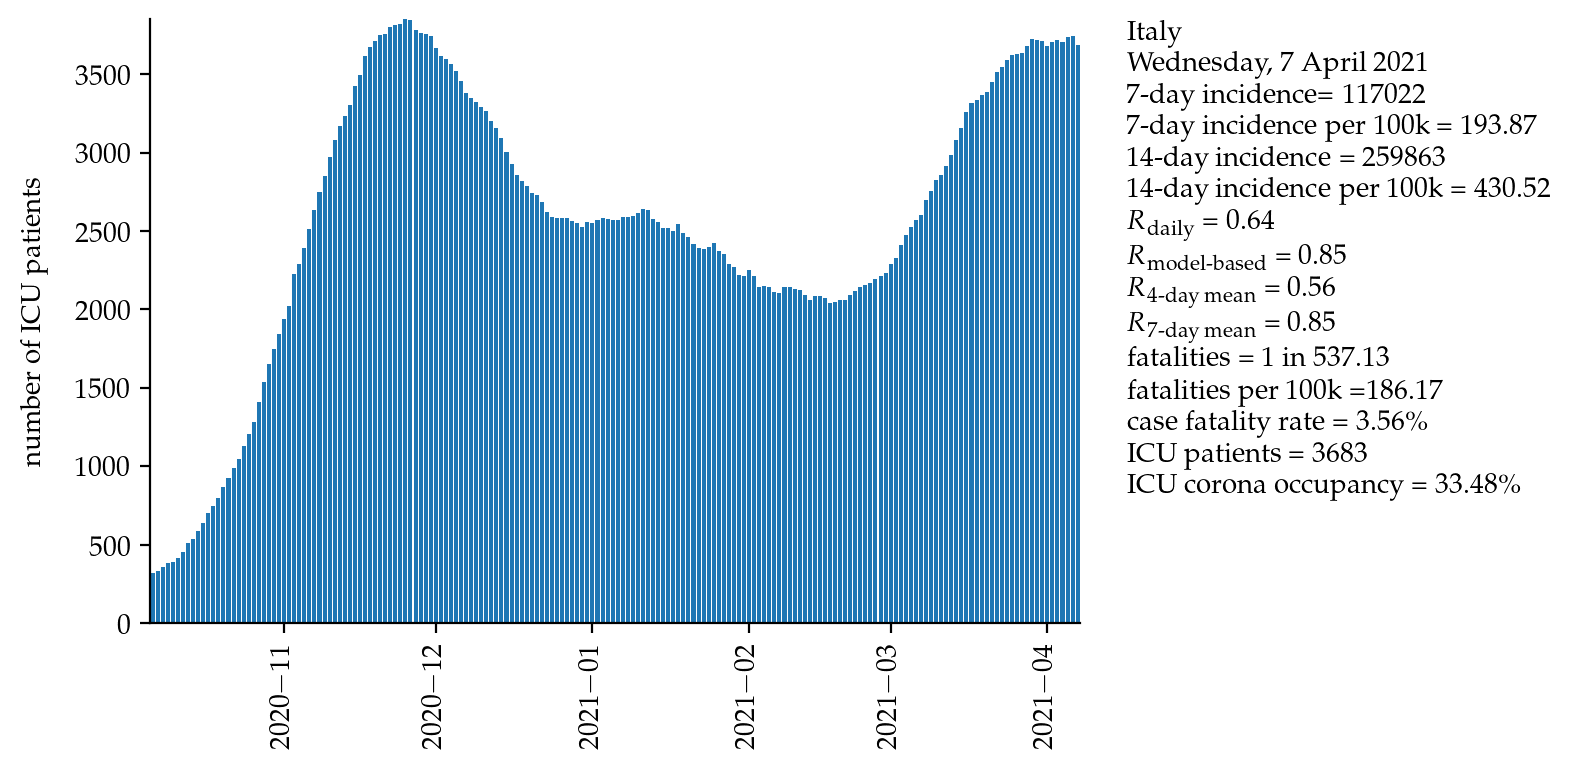 3500
3000
2500
2000
1500
1000
500
0
number of ICU patients
2020−11
2020−12
2021−01
2021−02
2021−03
2021−04
Italy
Wednesday, 7 April 2021
7-day incidence= 117022
7-day incidence per 100k = 193.87
14-day incidence = 259863
14-day incidence per 100k = 430.52
R daily = 0.64
R model-based = 0.85
R 4-day mean = 0.56
R 7-day mean = 0.85
fatalities = 1 in 537.13
fatalities per 100k =186.17
case fatality rate = 3.56%
ICU patients = 3683
ICU corona occupancy = 33.48%